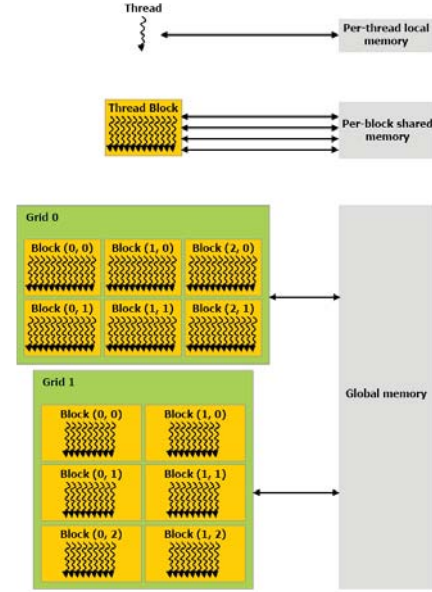 Thread
Per-thread local
memory
Thread Block
Per-block shared
memory
Grid 0
Block (0, 0) Block (1, 0) Block (2, 0)
Block (0, 1) Block (1, 1) Block (2, 1)
Grid 1
Global memory
Block (0, 0) Block (1, 0)
Block (0, 1) Block (1, 1)
Block (0, 2) Block (1, 2)